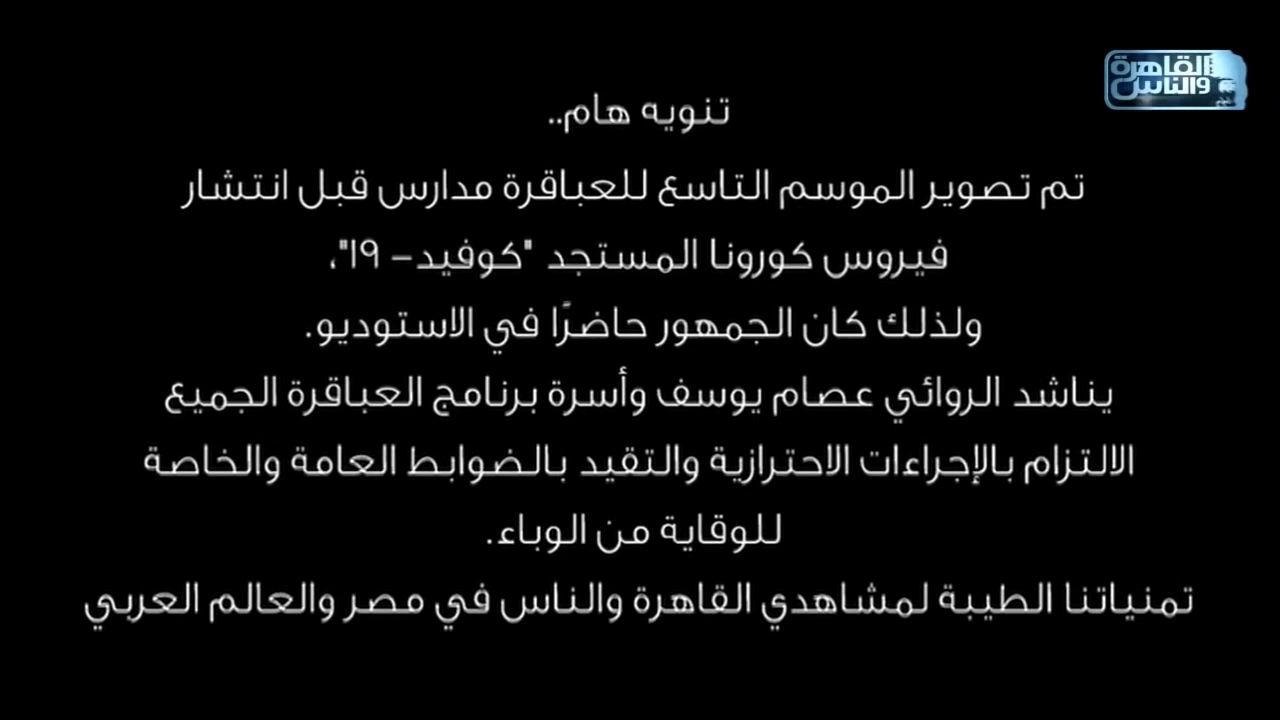 القاهرة
والناس
تنويه هام..
تم تصوير الموسم التاسع للعباقرة مدارس قبل انتشار
فيروس كورونا المستجد "كوفيد- ١٩"،
ولذلك كان الجمهور حاضرًا في الاستوديو.
يناشد الروائي عصام يوسف وأسرة برنامج العباقرة الجميع
الالتزام بالإجراءات الاحترازية والتقيد بالضوابط العامة والخاصة
للوقاية من الوباء.
تمنياتنا الطيبة لمشاهدي القاهرة والناس في مصر والعالم العربي